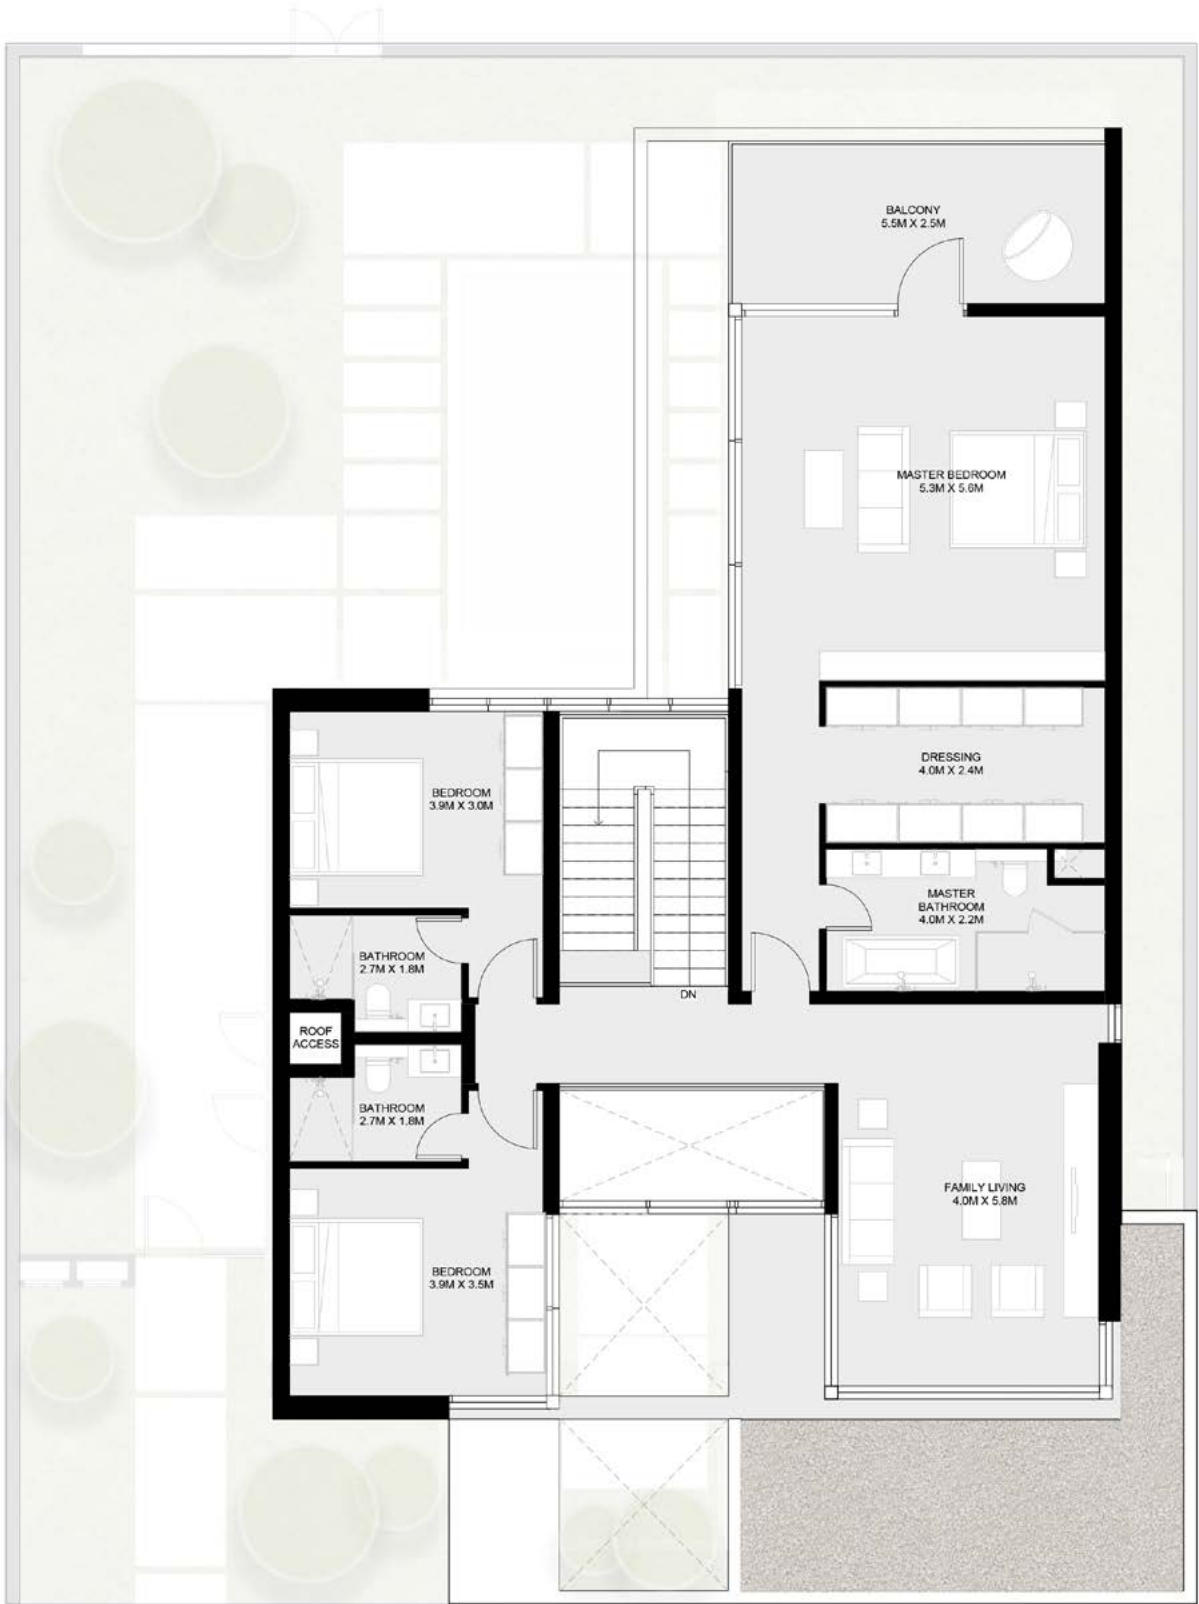 BALCONY
5.5M X 2.5M
MASTER BEDROOM
5.3M X 5.6M
DRESSING
4.0M X 2.4M
BEDROOM
3.9M X 3.0M
MASTER
BATHROOM
4.0M X 2.2M
BATHROOM
2.7M X 1.8M
DN
ROOF
ACCESS
BATHROOM
2.7M X 1.8M
FAMILY LIVING
4.0M X 5.8M
BEDROOM
3.9M X 3.5M